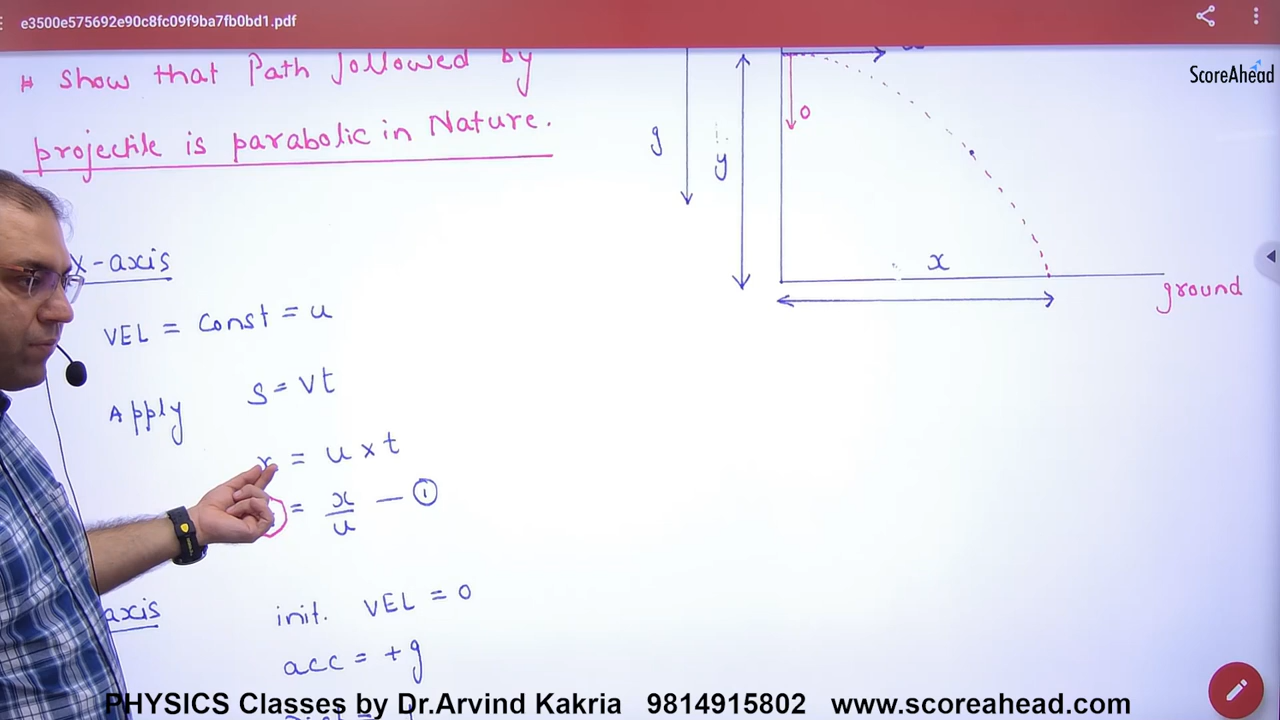 e3500e575692e90c8fc09f9ba7fb0bd1.pdf
# Show that Path followed by
projectile is parabolic in Nature.
ScoreAhead
0
g
y
x
ground
X-axis
VEL = Const = u
Apply S = vt
x = u × t
= x/u — ①
axis init. VEL = 0
acc = +g
PHYSICS Classes by Dr.Arvind Kakria 9814915802 www.scoreahead.com